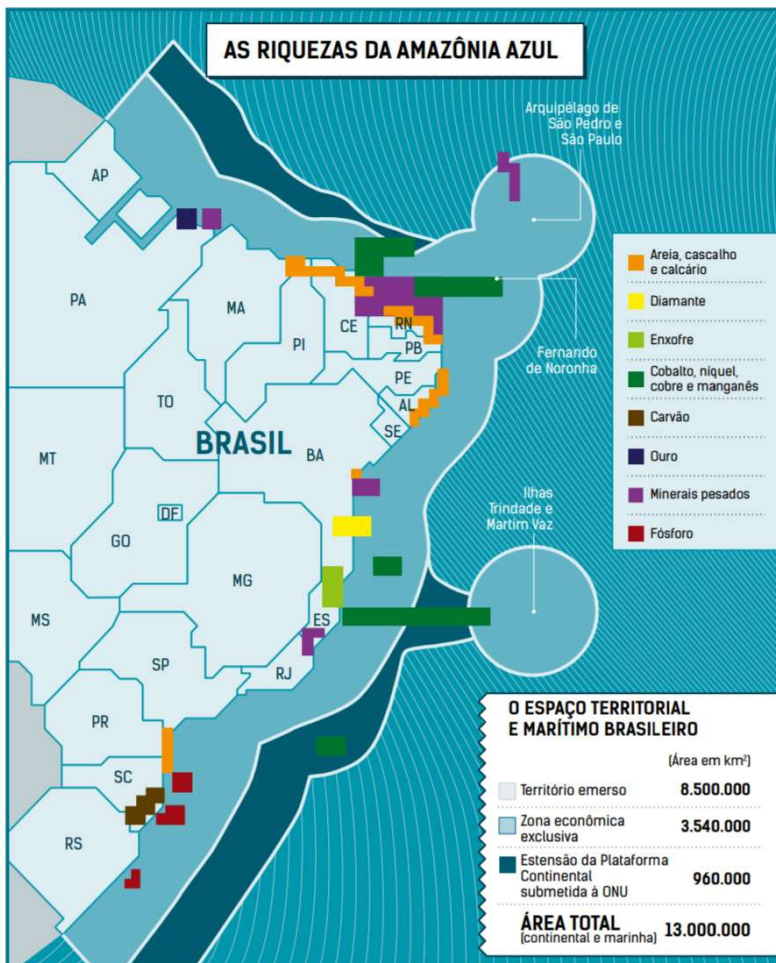 AS RIQUEZAS DA AMAZÔNIA AZUL
Arquipélago de
São Pedro e
São Paulo
AP
PA
MA
CE
RN
PI
PB
PE
TO
AL
SE
BRASIL
BA
MT
DF
GO
MG
MS
ES
SP
RJ
PR
SC
RS
Fernando
de Noronha
Ilhas
Trindade e
Martim Vaz
Areia, cascalho
e calcário
Diamante
Enxofre
Cobalto, níquel,
cobre e manganês
Carvão
Ouro
Minerais pesados
Fósforo
O ESPAÇO TERRITORIAL
E MARÍTIMO BRASILEIRO
(Área em km²)
Território emerso 8.500.000
Zona econômica
exclusiva 3.540.000
Estensão da Plataforma
Continental
submetida à ONU 960.000
ÁREA TOTAL
(continental e marinha) 13.000.000